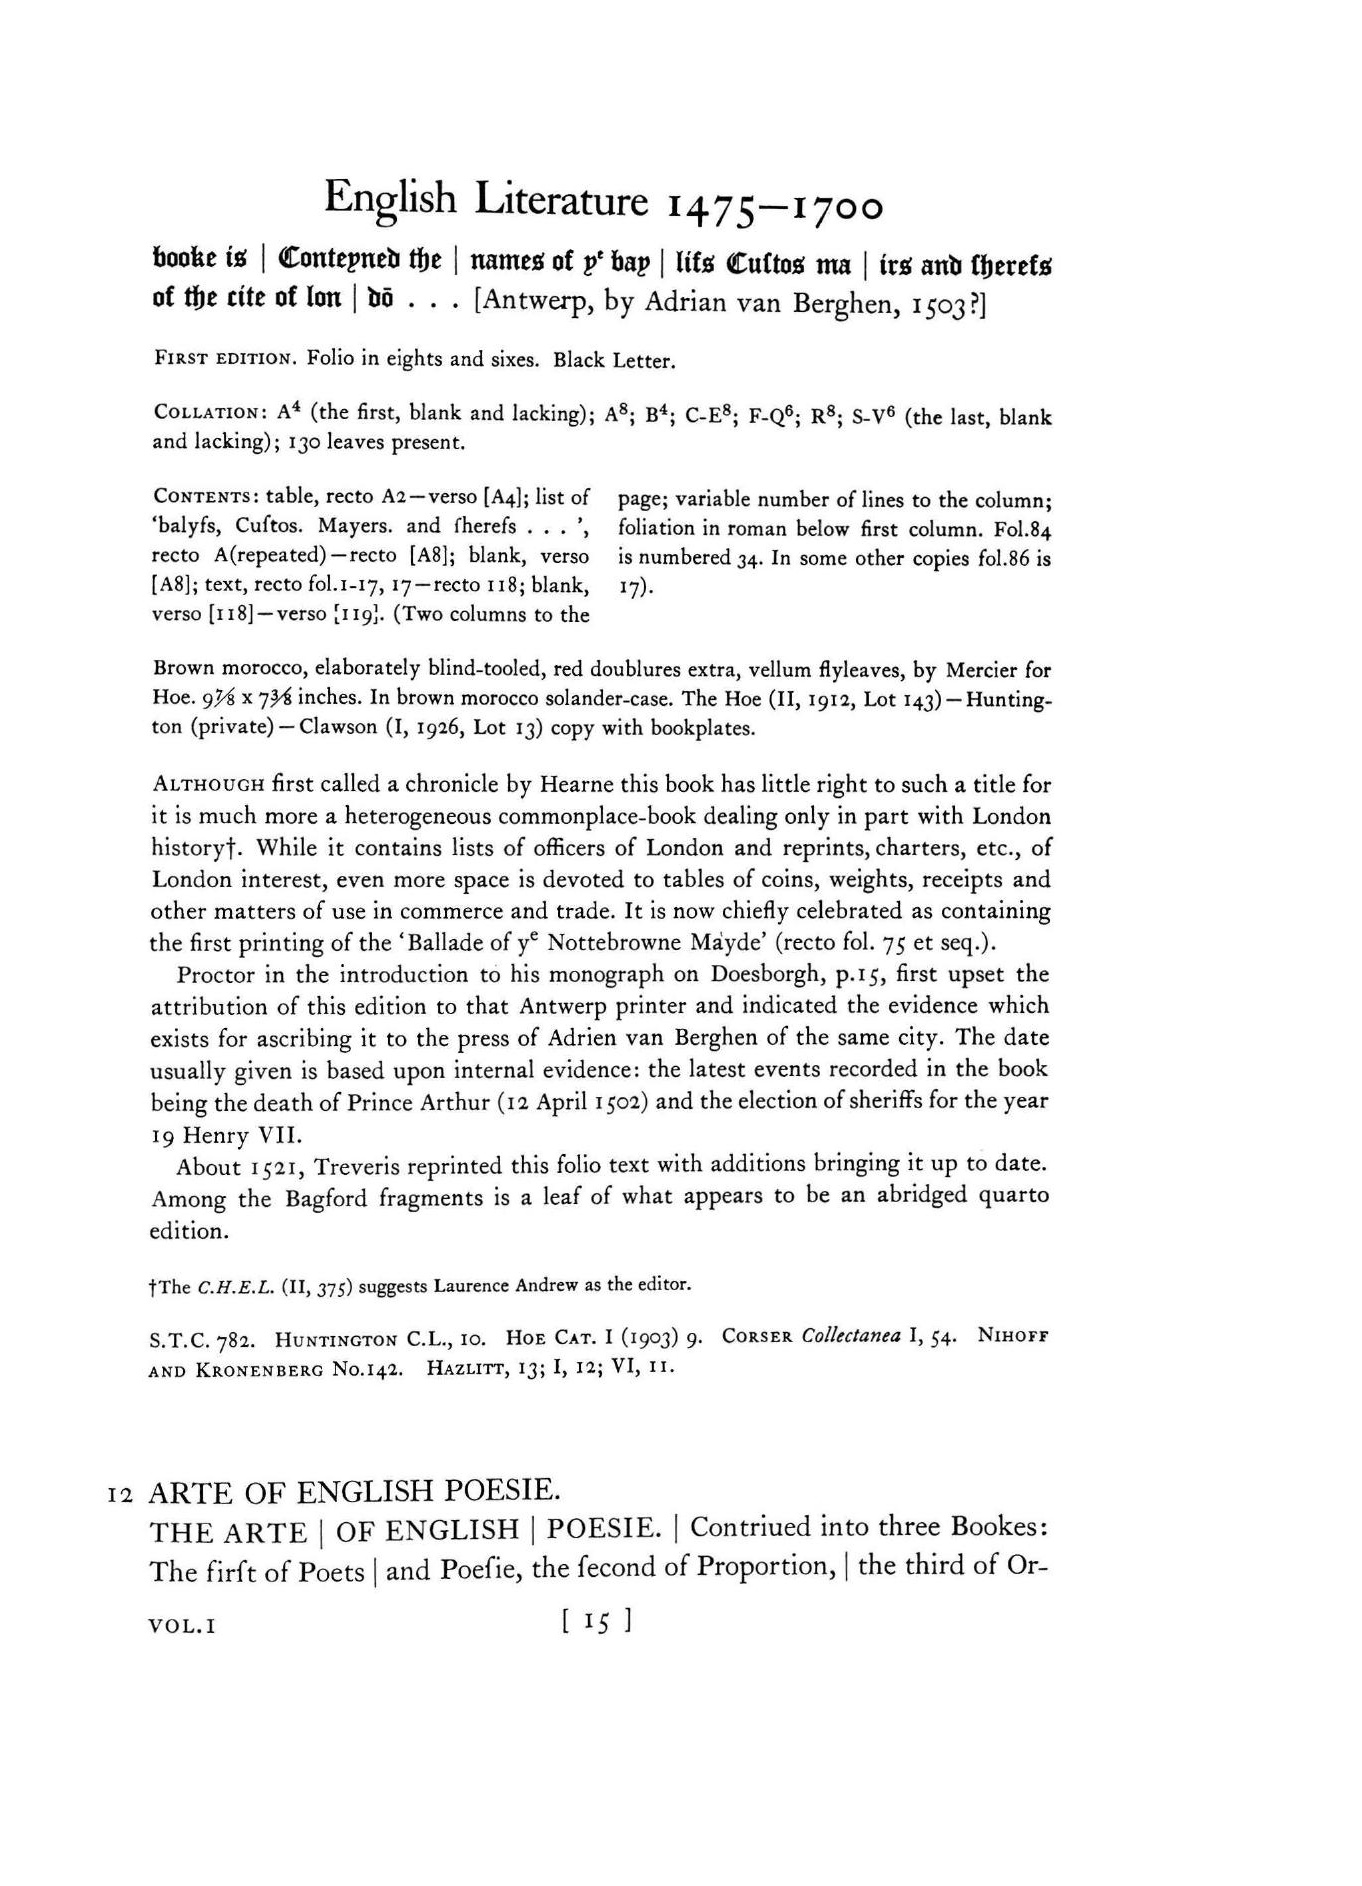 English Literature 1475—1700
booke is | Conteyned the | names of yᵉ bay | lifs Cuſtos ma | irs and ſherefs
of the cite of lon | dō . . . [Antwerp, by Adrian van Berghen, 1503?]
FIRST EDITION. Folio in eights and sixes. Black Letter.
COLLATION: A⁴ (the first, blank and lacking); A⁸; B⁴; C-E⁸; F-Q⁶; R⁸; S-V⁶ (the last, blank
and lacking); 130 leaves present.
CONTENTS: table, recto A2—verso [A4]; list of
‘balyfs, Cuſtos. Mayers. and ſherefs . . . ’,
recto A(repeated)—recto [A8]; blank, verso
[A8]; text, recto fol.1-17, 17—recto 118; blank,
verso [118]—verso [119]. (Two columns to the
page; variable number of lines to the column;
foliation in roman below first column. Fol.84
is numbered 34. In some other copies fol.86 is
17).
Brown morocco, elaborately blind-tooled, red doublures extra, vellum flyleaves, by Mercier for
Hoe. 9⅞ x 7⅜ inches. In brown morocco solander-case. The Hoe (II, 1912, Lot 143)—Hunting-
ton (private)—Clawson (I, 1926, Lot 13) copy with bookplates.
ALTHOUGH first called a chronicle by Hearne this book has little right to such a title for
it is much more a heterogeneous commonplace-book dealing only in part with London
history†. While it contains lists of officers of London and reprints, charters, etc., of
London interest, even more space is devoted to tables of coins, weights, receipts and
other matters of use in commerce and trade. It is now chiefly celebrated as containing
the first printing of the ‘Ballade of yᵉ Nottebrowne Mayde’ (recto fol. 75 et seq.).
Proctor in the introduction to his monograph on Doesborgh, p.15, first upset the
attribution of this edition to that Antwerp printer and indicated the evidence which
exists for ascribing it to the press of Adrien van Berghen of the same city. The date
usually given is based upon internal evidence: the latest events recorded in the book
being the death of Prince Arthur (12 April 1502) and the election of sheriffs for the year
19 Henry VII.
About 1521, Treveris reprinted this folio text with additions bringing it up to date.
Among the Bagford fragments is a leaf of what appears to be an abridged quarto
edition.
†The C.H.E.L. (II, 375) suggests Laurence Andrew as the editor.
S.T.C. 782. HUNTINGTON C.L., 10. HOE CAT. I (1903) 9. CORSER Collectanea I, 54. NIHOFF
AND KRONENBERG No.142. HAZLITT, 13; I, 12; VI, 11.
12 ARTE OF ENGLISH POESIE.
THE ARTE | OF ENGLISH | POESIE. | Contriued into three Bookes:
The firſt of Poets | and Poeſie, the ſecond of Proportion, | the third of Or-
VOL.I [ 15 ]